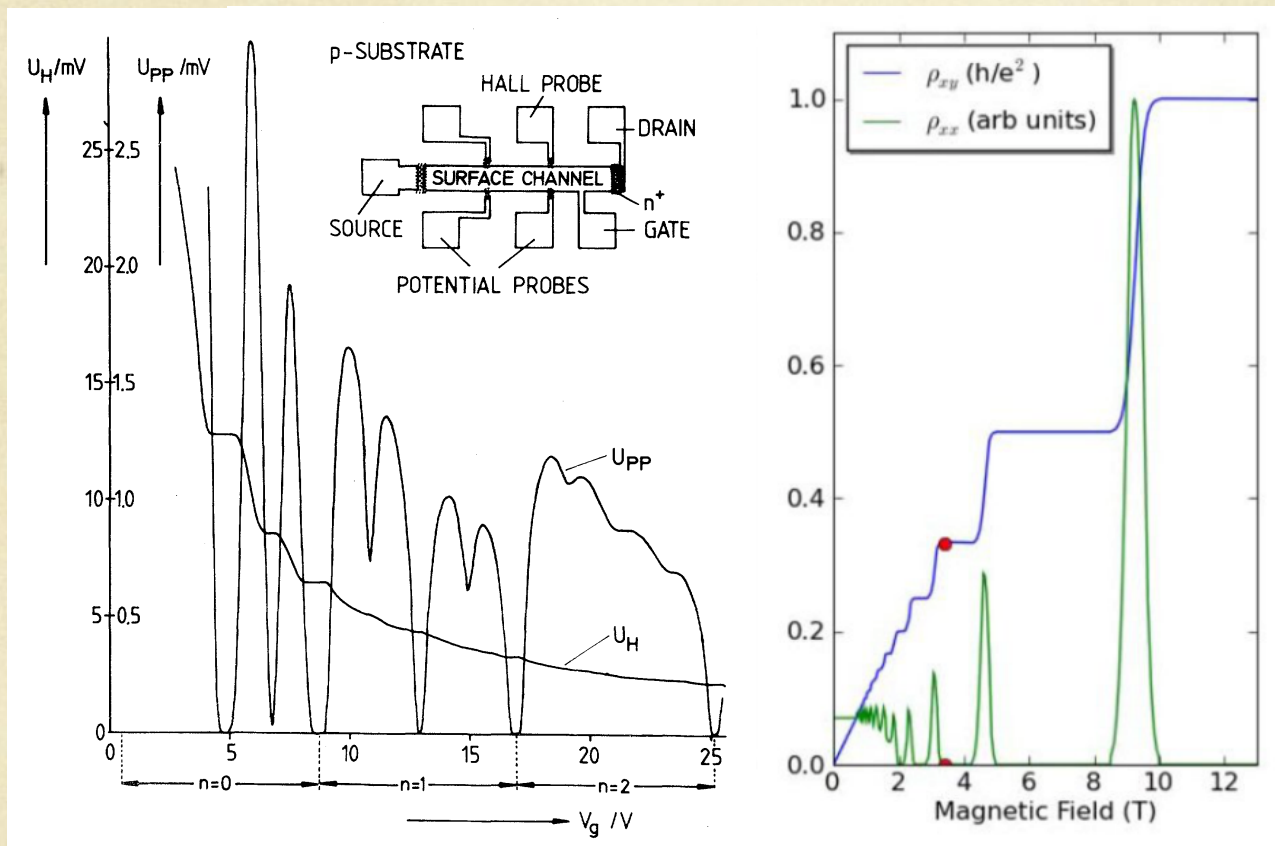 p-SUBSTRATE
U_H/mV
U_PP /mV
HALL PROBE
DRAIN
SURFACE CHANNEL
n⁺
SOURCE
GATE
POTENTIAL PROBES
25
2.5
20
2.0
15
1.5
10
1.0
5
0.5
0
U_PP
U_H
0
5
10
15
20
25
n=0
n=1
n=2
V_g /V
ρ_xy (h/e²)
ρ_xx (arb units)
1.0
0.8
0.6
0.4
0.2
0.0
0
2
4
6
8
10
12
Magnetic Field (T)